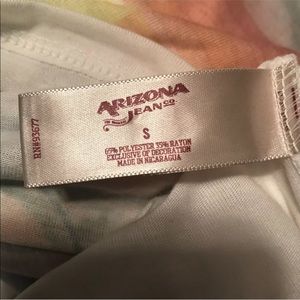 ARIZONA
JEAN CO
S
65% POLYESTER 35% RAYON
EXCLUSIVE OF DECORATION
MADE IN NICARAGUA
RN#93677